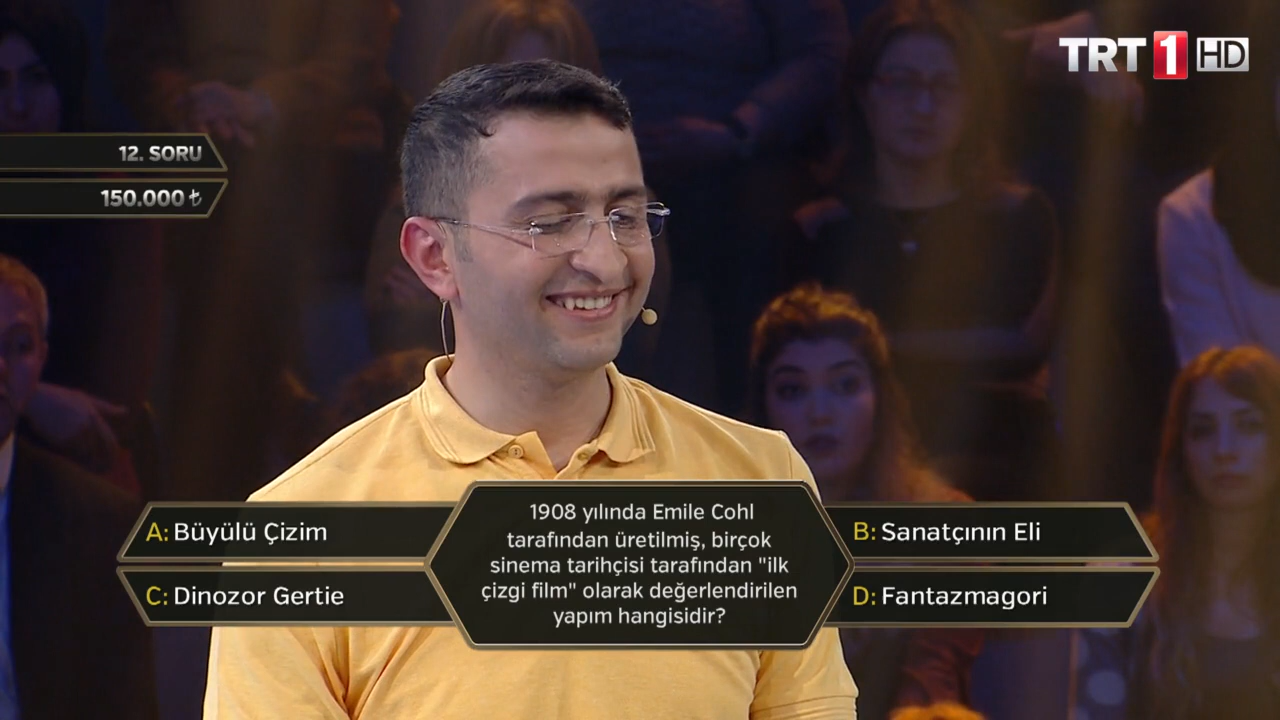 TRT 1 HD
12. SORU
150.000 ₺
1908 yılında Emile Cohl
tarafından üretilmiş, birçok
sinema tarihçisi tarafından "ilk
çizgi film" olarak değerlendirilen
yapım hangisidir?
A: Büyülü Çizim
B: Sanatçının Eli
C: Dinozor Gertie
D: Fantazmagori